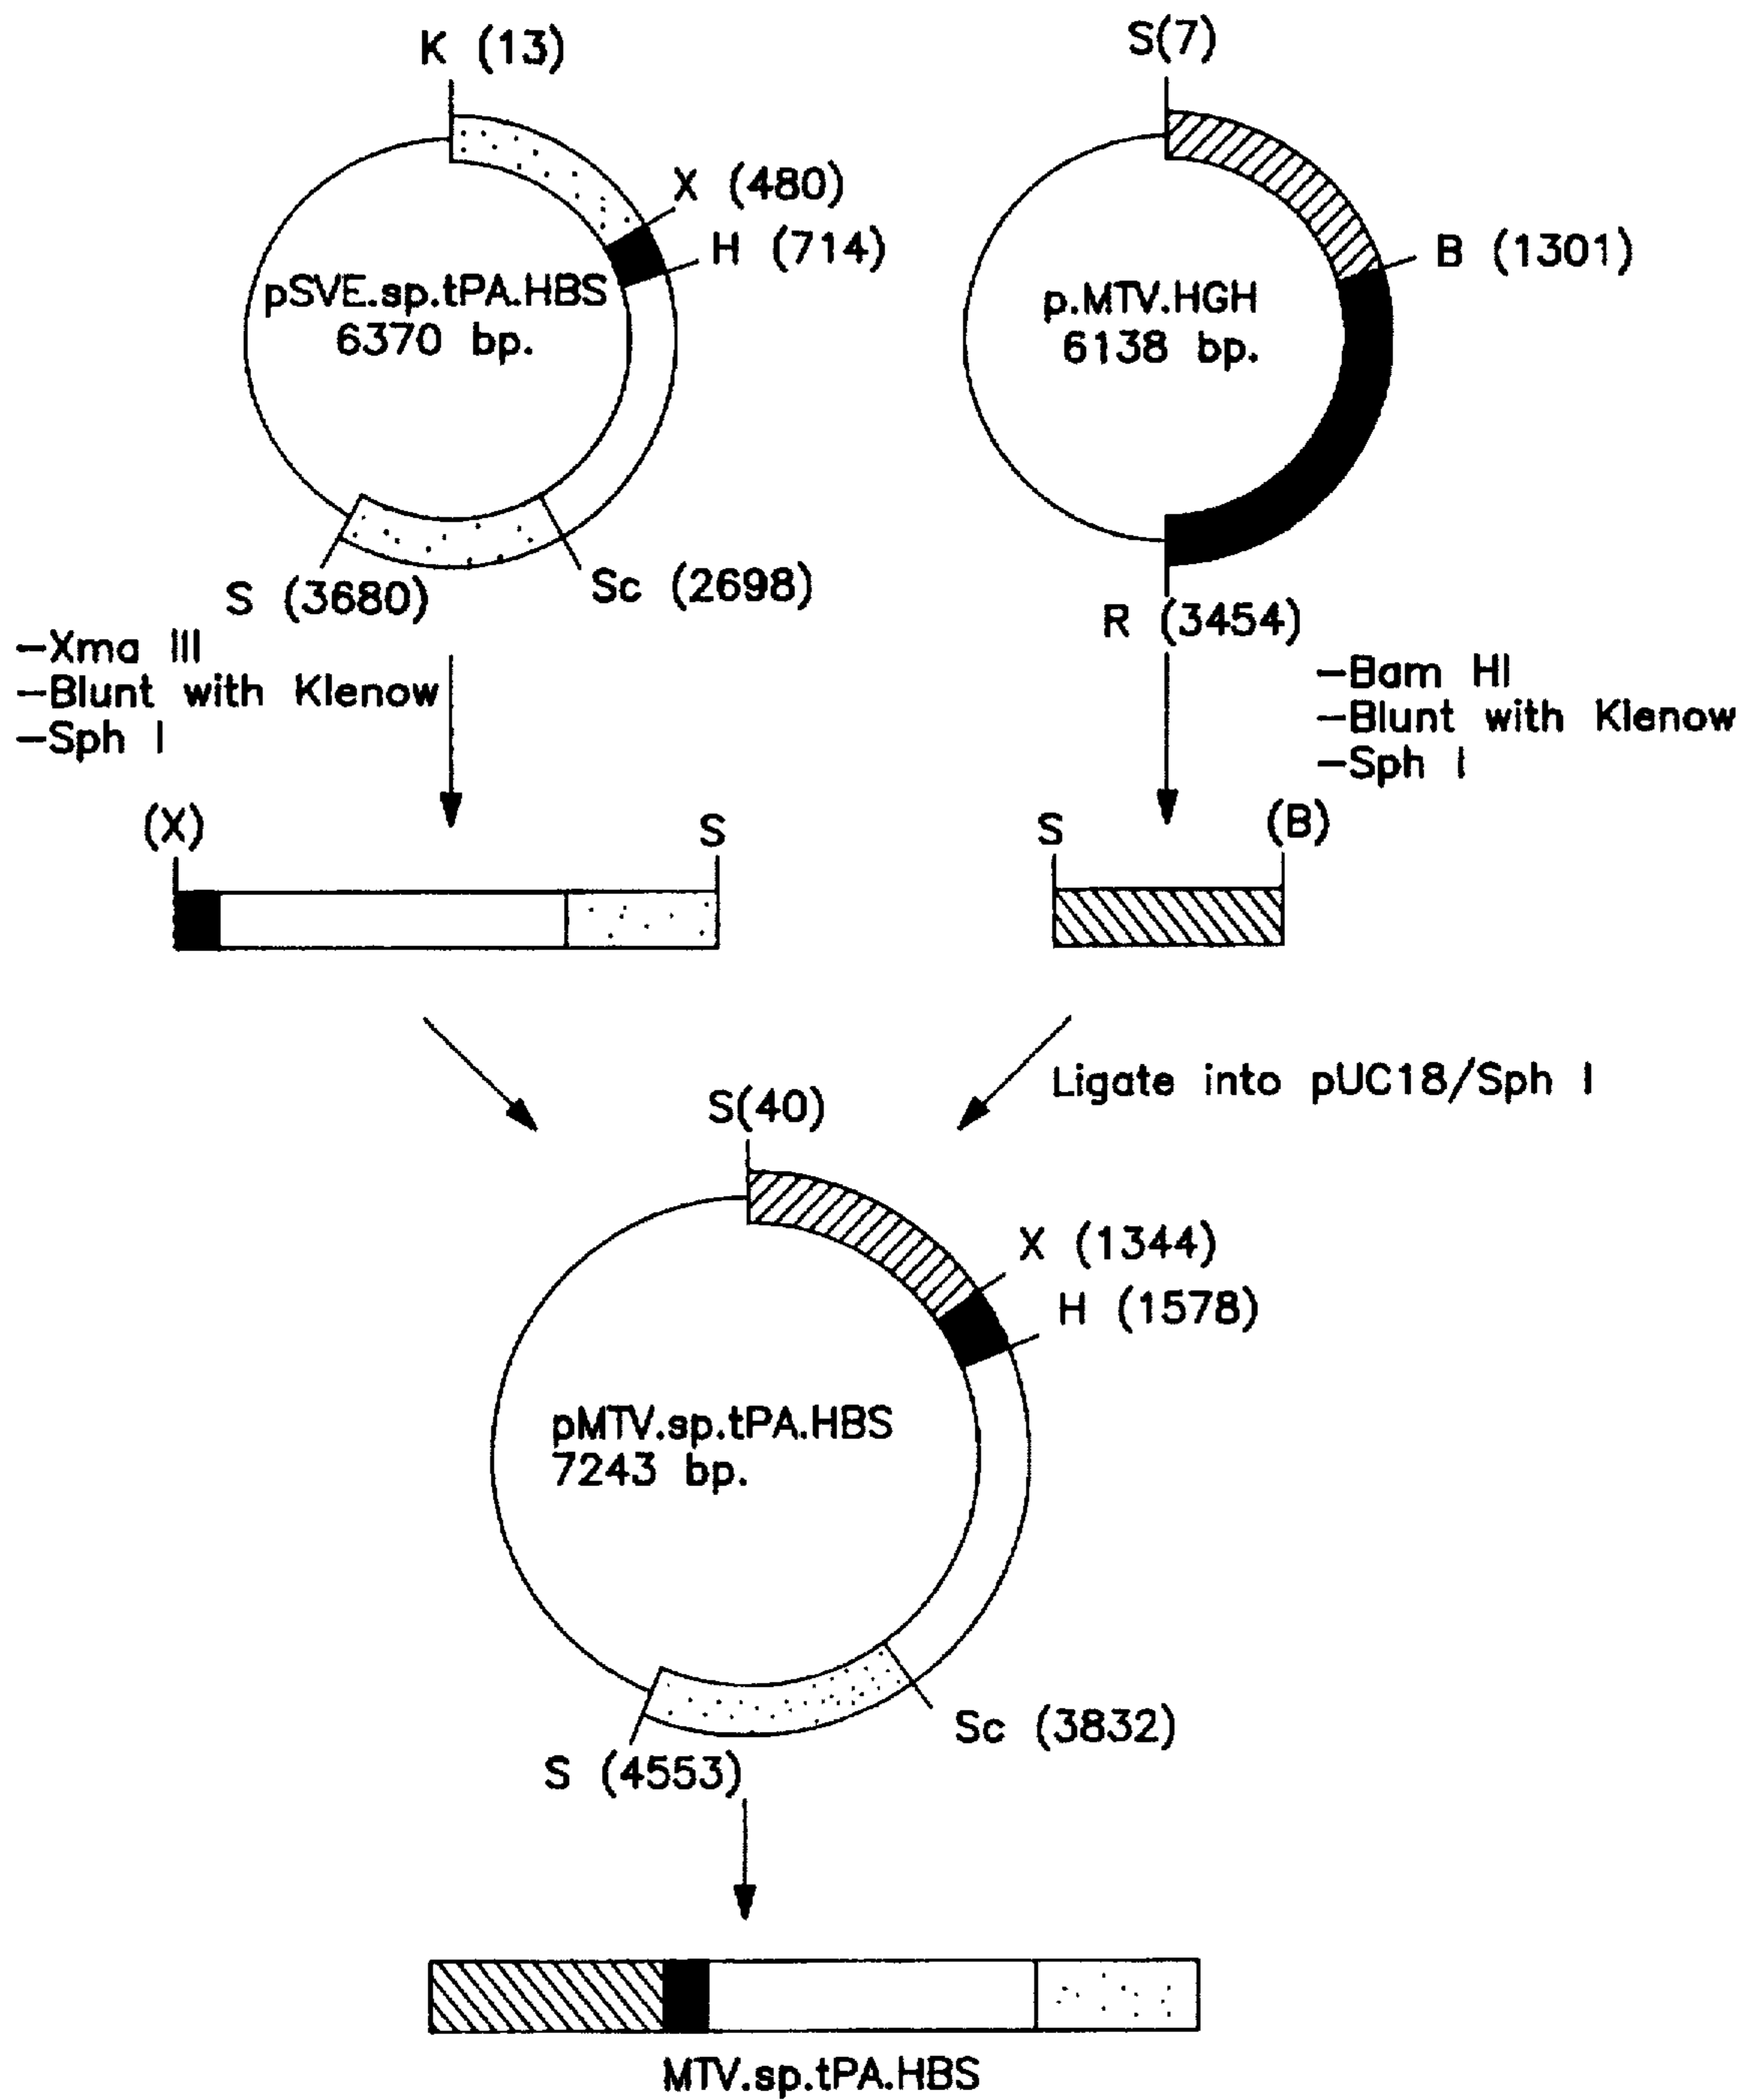 K (13)
X (480)
H (714)
pSVE.sp.tPA.HBS
6370 bp.
S (3680)
Sc (2698)
S(7)
B (1301)
p.MTV.HGH
6138 bp.
R (3454)
–Xma III
–Blunt with Klenow
–Sph I
–Bam HI
–Blunt with Klenow
–Sph I
(X)
S
S
(B)
Ligate into pUC18/Sph I
S(40)
X (1344)
H (1578)
pMTV.sp.tPA.HBS
7243 bp.
Sc (3832)
S (4553)
MTV.sp.tPA.HBS